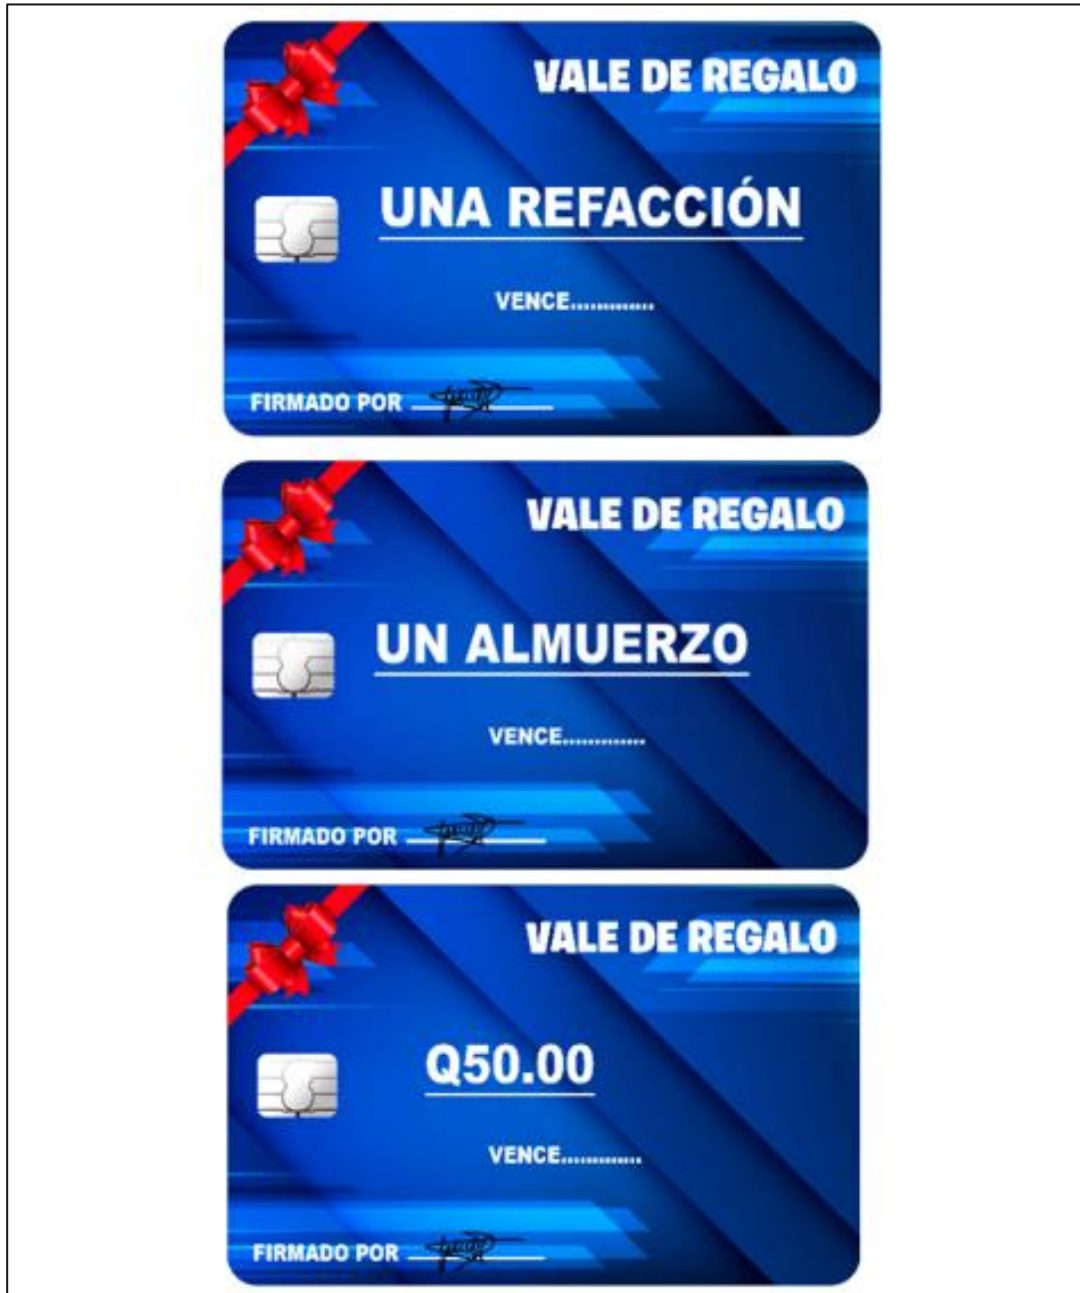 VALE DE REGALO
UNA REFACCIÓN
VENCE.............
FIRMADO POR
VALE DE REGALO
UN ALMUERZO
VENCE.............
FIRMADO POR
VALE DE REGALO
Q50.00
VENCE.............
FIRMADO POR